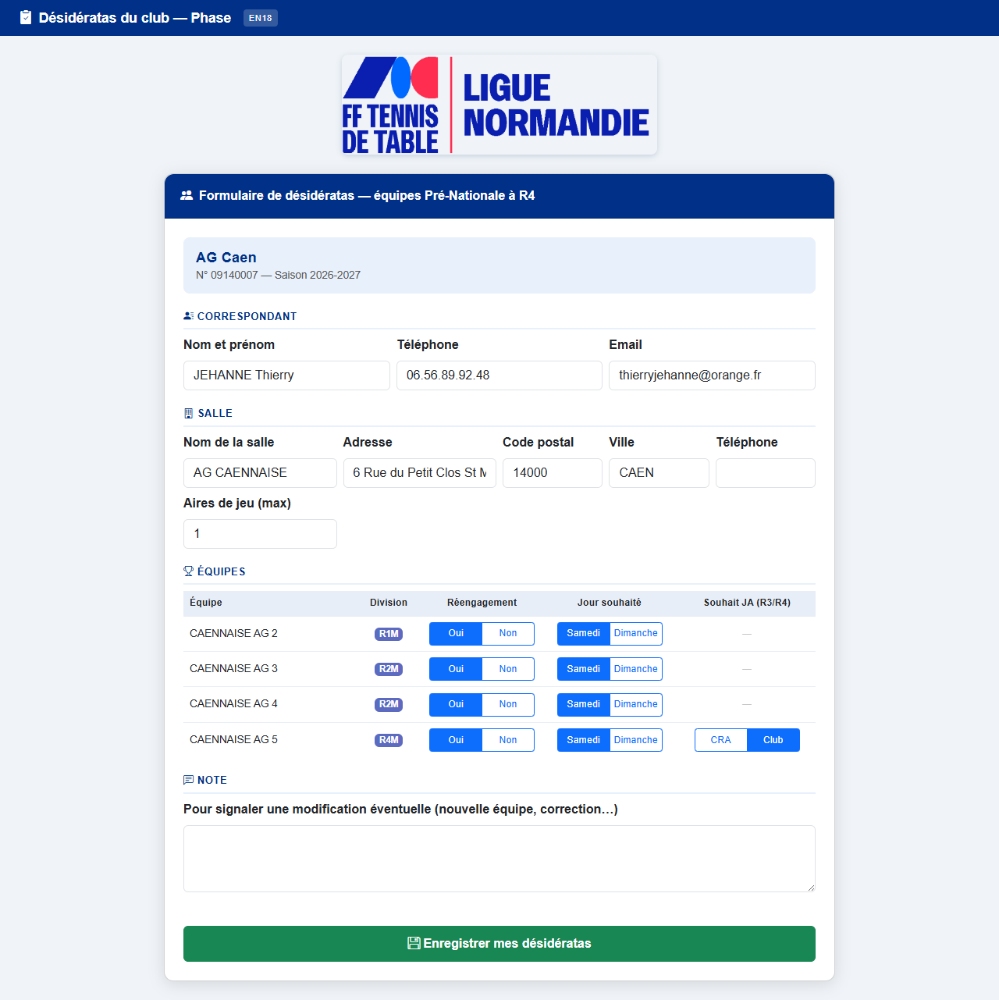 Désidératas du club — Phase EN18
FF TENNIS
DE TABLE
LIGUE
NORMANDIE
Formulaire de désidératas — équipes Pré-Nationale à R4
AG Caen
N° 09140007 — Saison 2026-2027
CORRESPONDANT
Nom et prénom Téléphone Email
JEHANNE Thierry 06.56.89.92.48 thierryjehanne@orange.fr
SALLE
Nom de la salle Adresse Code postal Ville Téléphone
AG CAENNAISE 6 Rue du Petit Clos St 14000 CAEN
Aires de jeu (max)
1
ÉQUIPES
Équipe Division Réengagement Jour souhaité Souhait JA (R3/R4)
CAENNAISE AG 2 R1M Oui Non Samedi Dimanche —
CAENNAISE AG 3 R2M Oui Non Samedi Dimanche —
CAENNAISE AG 4 R2M Oui Non Samedi Dimanche —
CAENNAISE AG 5 R4M Oui Non Samedi Dimanche CRA Club
NOTE
Pour signaler une modification éventuelle (nouvelle équipe, correction…)
Enregistrer mes désidératas